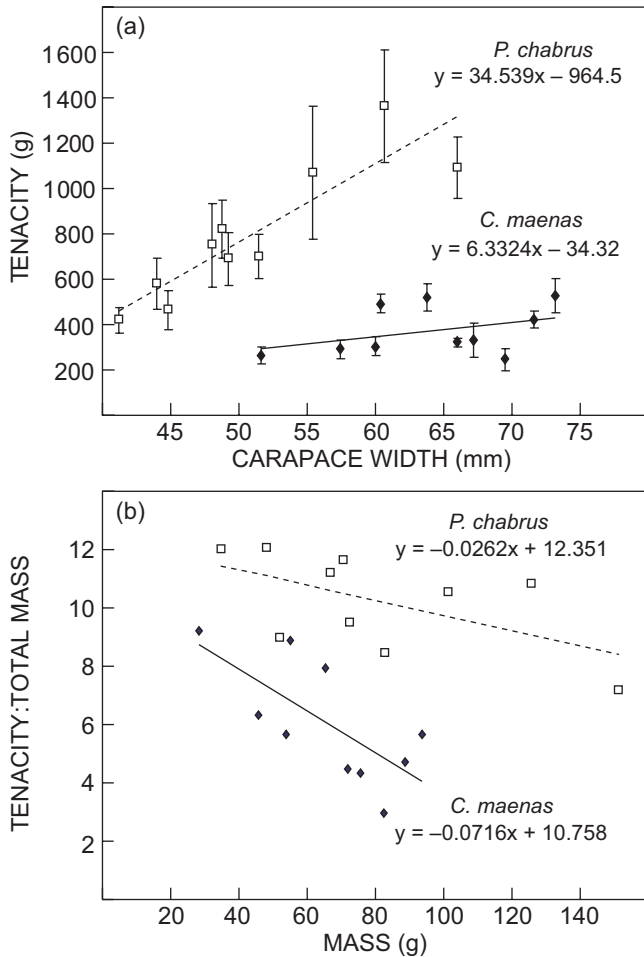 (a)
1600
1400
1200
1000
800
600
400
200
TENACITY (g)
P. chabrus
y = 34.539x – 964.5
C. maenas
y = 6.3324x – 34.32
45 50 55 60 65 70 75
CARAPACE WIDTH (mm)
(b)
12
10
8
6
4
2
TENACITY:TOTAL MASS
P. chabrus
y = –0.0262x + 12.351
C. maenas
y = –0.0716x + 10.758
20 40 60 80 100 120 140
MASS (g)